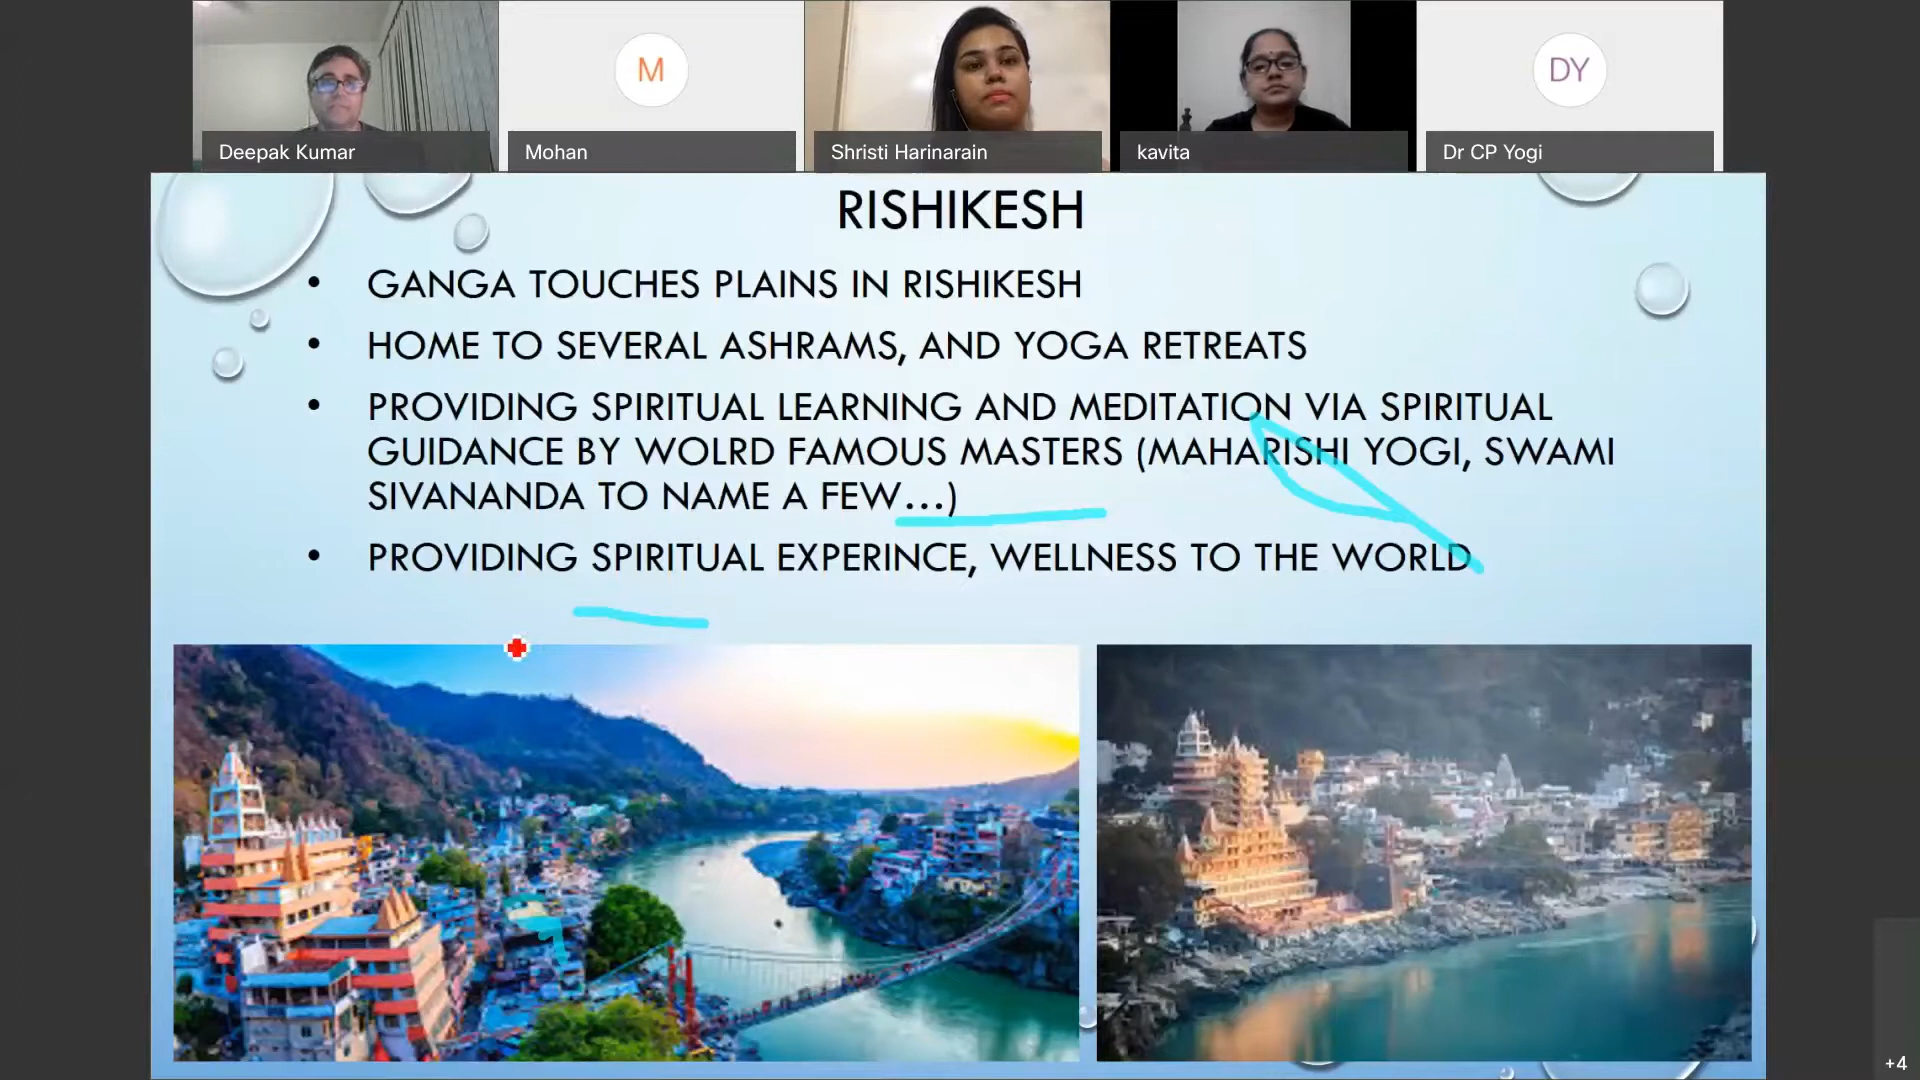 M
DY
Deepak Kumar
Mohan
Shristi Harinarain
kavita
Dr CP Yogi
RISHIKESH
• GANGA TOUCHES PLAINS IN RISHIKESH
• HOME TO SEVERAL ASHRAMS, AND YOGA RETREATS
• PROVIDING SPIRITUAL LEARNING AND MEDITATION VIA SPIRITUAL
GUIDANCE BY WOLRD FAMOUS MASTERS (MAHARISHI YOGI, SWAMI
SIVANANDA TO NAME A FEW...)
• PROVIDING SPIRITUAL EXPERINCE, WELLNESS TO THE WORLD
+4